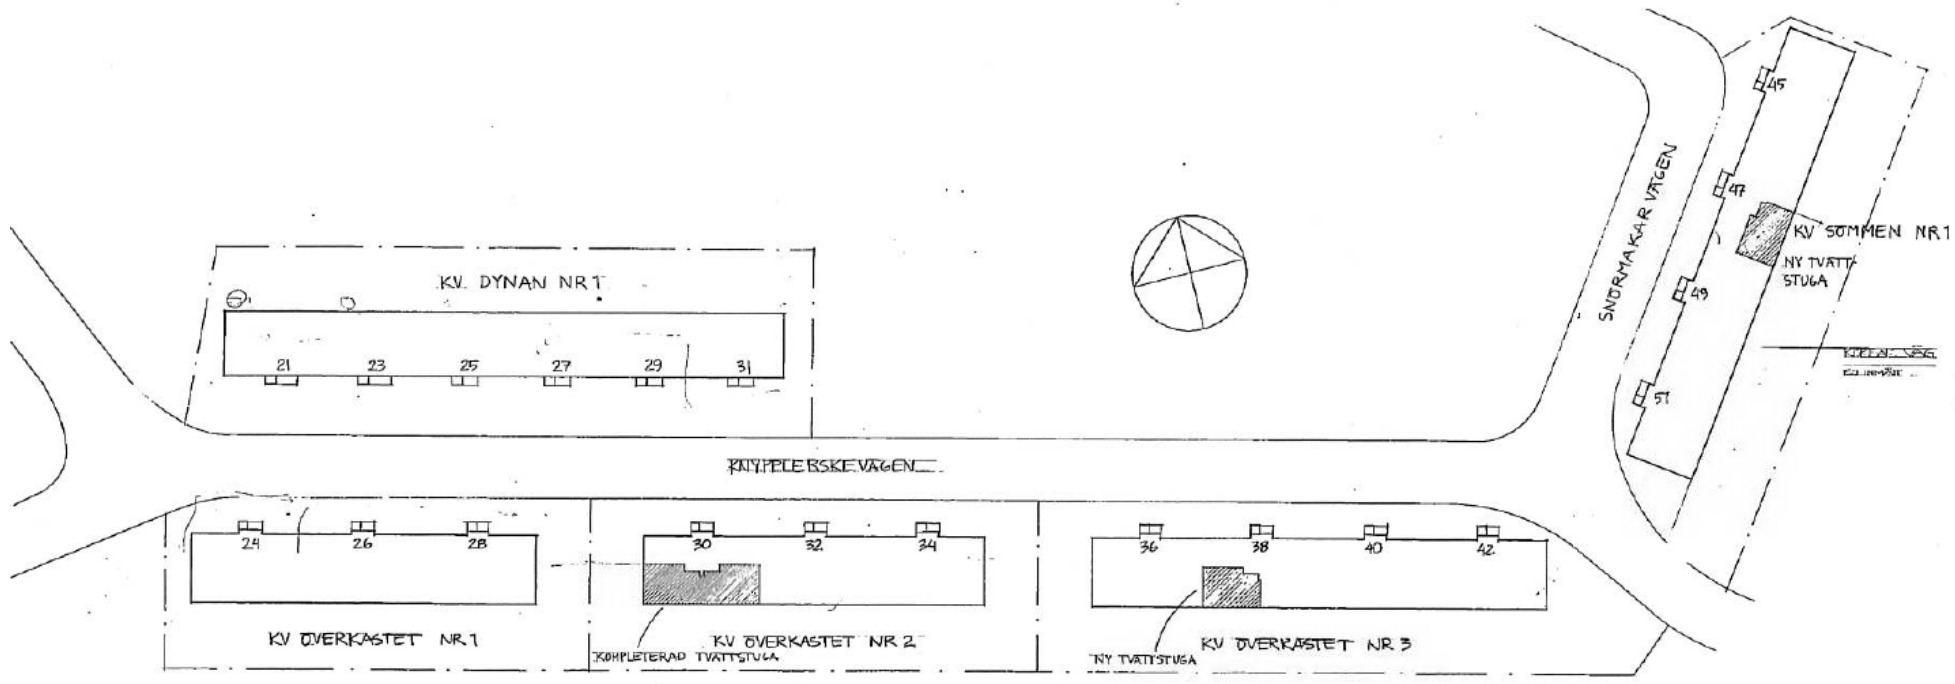 45
47
SNÖRMAKARVÄGEN
KV SÖMMEN NR 1
NY TVÄTT-
STUGA
49
51
KV. DYNAN NR 1
21 23 25 27 29 31
KNYPPLERSKEVÄGEN
24 26 28 30 32 34 36 38 40 42
KV ÖVERKASTET NR 1
KV ÖVERKASTET NR 2
KV ÖVERKASTET NR 3
KOMPLETERAD TVÄTTSTUGA
NY TVÄTTSTUGA